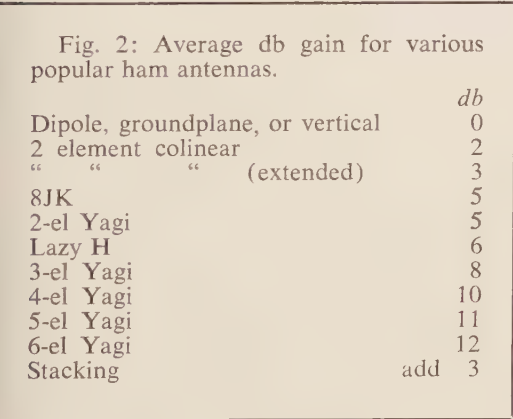 Fig. 2: Average db gain for various
popular ham antennas.
db
Dipole, groundplane, or vertical 0
2 element colinear 2
“ “ “ (extended) 3
8JK 5
2-el Yagi 5
Lazy H 6
3-el Yagi 8
4-el Yagi 10
5-el Yagi 11
6-el Yagi 12
Stacking add 3